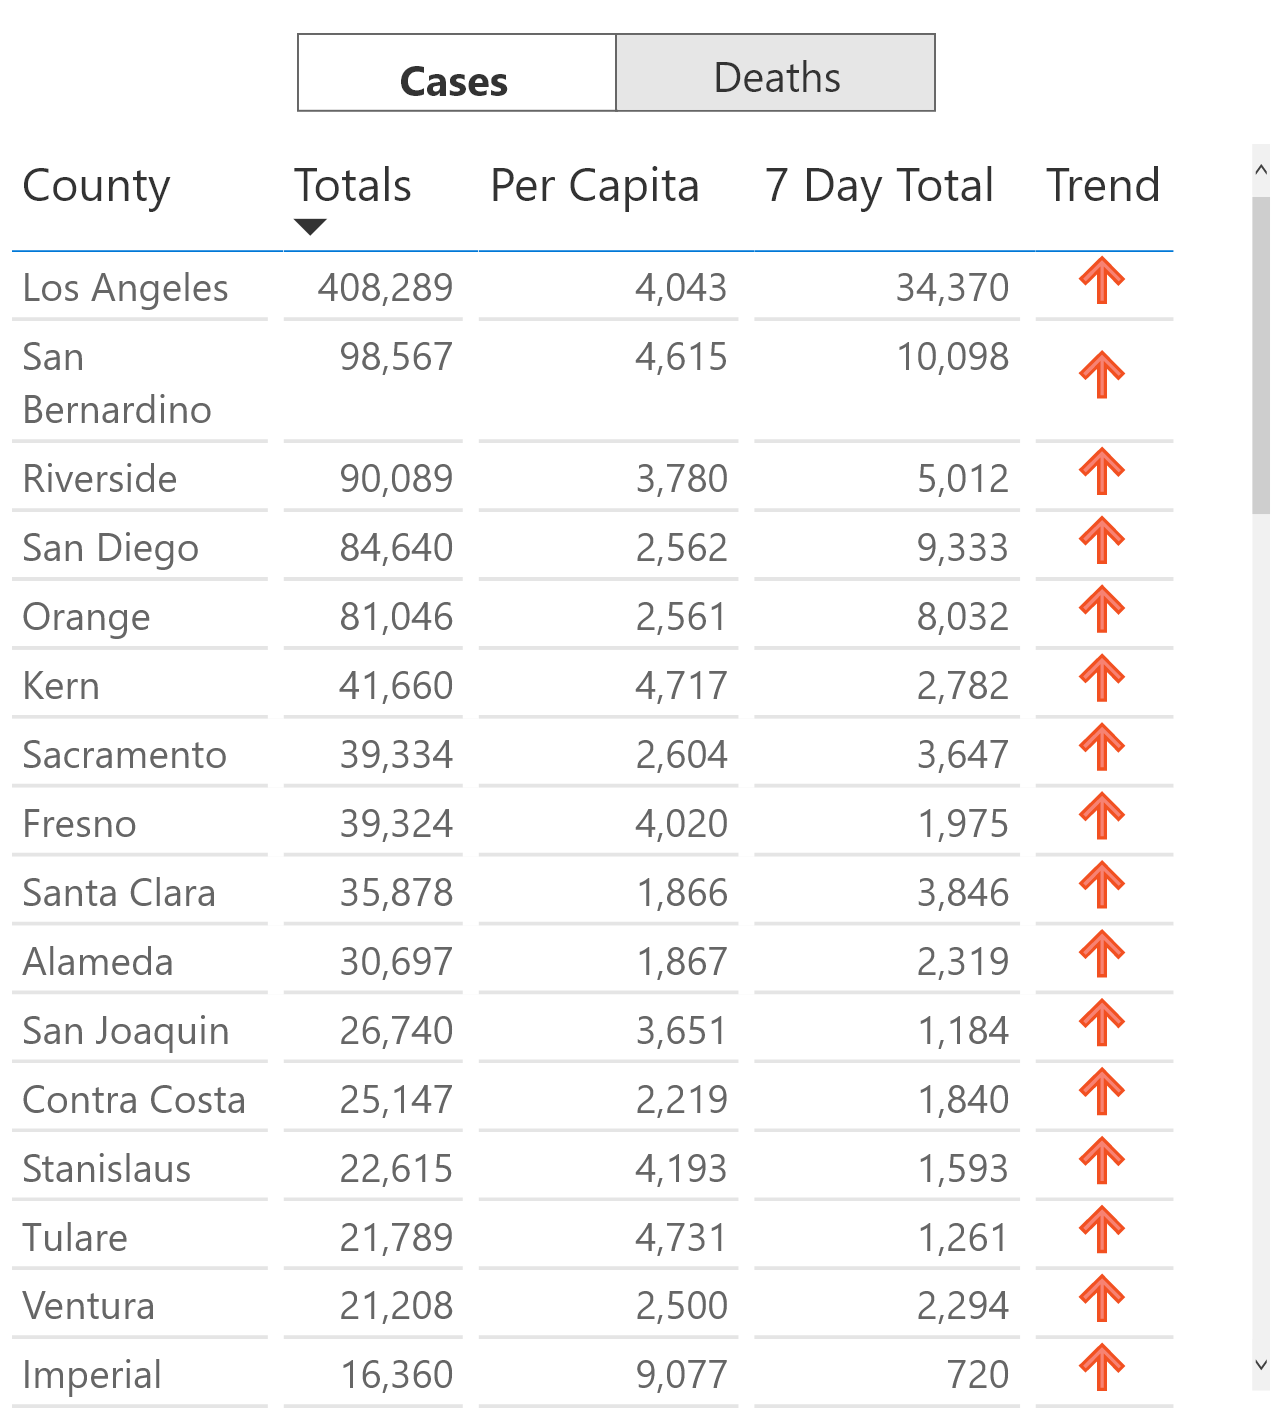 Cases Deaths
County Totals Per Capita 7 Day Total Trend
Los Angeles 408,289 4,043 34,370
San 98,567 4,615 10,098
Bernardino
Riverside 90,089 3,780 5,012
San Diego 84,640 2,562 9,333
Orange 81,046 2,561 8,032
Kern 41,660 4,717 2,782
Sacramento 39,334 2,604 3,647
Fresno 39,324 4,020 1,975
Santa Clara 35,878 1,866 3,846
Alameda 30,697 1,867 2,319
San Joaquin 26,740 3,651 1,184
Contra Costa 25,147 2,219 1,840
Stanislaus 22,615 4,193 1,593
Tulare 21,789 4,731 1,261
Ventura 21,208 2,500 2,294
Imperial 16,360 9,077 720